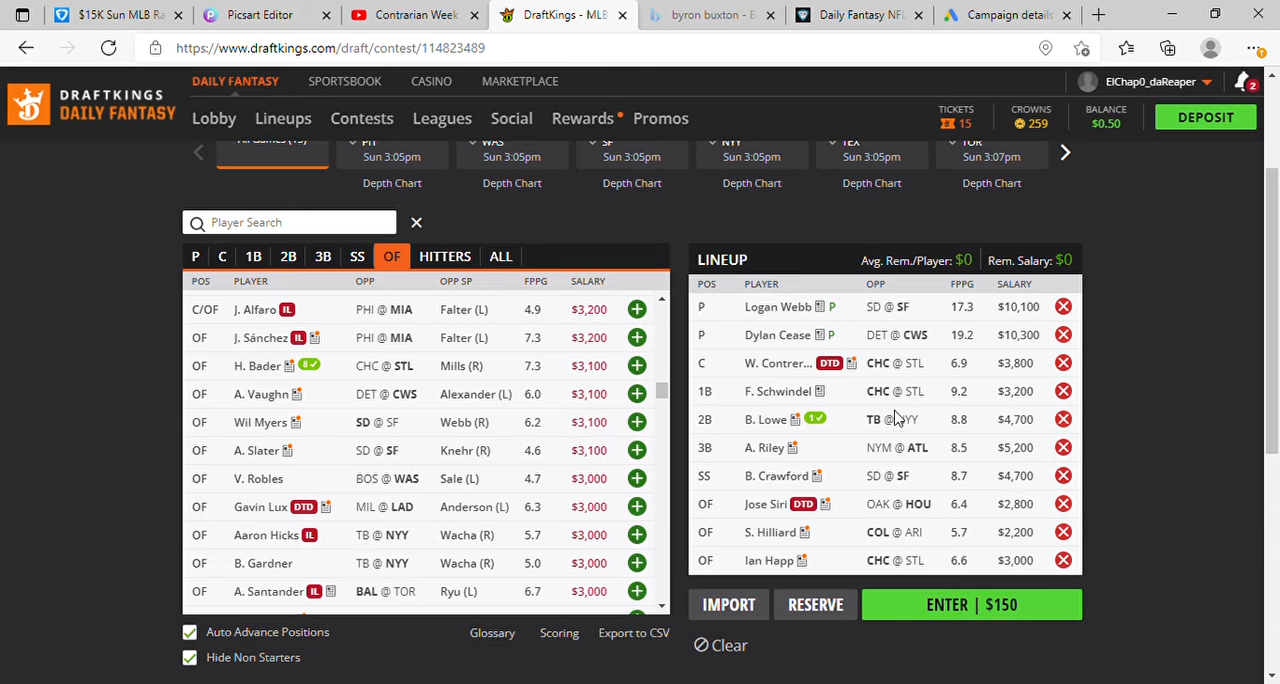 $15K Sun MLB Ra
Picsart Editor
Contrarian Week
DraftKings - MLB
byron buxton - B
Daily Fantasy NFL
Campaign details
https://www.draftkings.com/draft/contest/114823489
DAILY FANTASY SPORTSBOOK CASINO MARKETPLACE
ElChap0_daReaper
2
DRAFTKINGS
DAILY FANTASY
Lobby Lineups Contests Leagues Social Rewards Promos
TICKETS 15
CROWNS 259
BALANCE $0.50
DEPOSIT
PIT WAS SF NYY TEX TOR
Sun 3:05pm Sun 3:05pm Sun 3:05pm Sun 3:05pm Sun 3:05pm Sun 3:07pm
Depth Chart Depth Chart Depth Chart Depth Chart Depth Chart Depth Chart
Player Search
P C 1B 2B 3B SS OF HITTERS ALL
POS PLAYER OPP OPP SP FPPG SALARY
C/OF J. Alfaro IL PHI @ MIA Falter (L) 4.9 $3,200
OF J. Sánchez IL PHI @ MIA Falter (L) 7.3 $3,200
OF H. Bader 8 CHC @ STL Mills (R) 7.3 $3,100
OF A. Vaughn DET @ CWS Alexander (L) 6.0 $3,100
OF Wil Myers SD @ SF Webb (R) 6.2 $3,100
OF A. Slater SD @ SF Knehr (R) 4.6 $3,100
OF V. Robles BOS @ WAS Sale (L) 4.7 $3,000
OF Gavin Lux DTD MIL @ LAD Anderson (L) 6.3 $3,000
OF Aaron Hicks IL TB @ NYY Wacha (R) 5.7 $3,000
OF B. Gardner TB @ NYY Wacha (R) 5.0 $3,000
OF A. Santander IL BAL @ TOR Ryu (L) 6.7 $3,000
Auto Advance Positions
Hide Non Starters
Glossary Scoring Export to CSV
LINEUP Avg. Rem./Player: $0 Rem. Salary: $0
POS PLAYER OPP FPPG SALARY
P Logan Webb P SD @ SF 17.3 $10,100
P Dylan Cease P DET @ CWS 19.2 $10,300
C W. Contrer... DTD CHC @ STL 6.9 $3,800
1B F. Schwindel CHC @ STL 9.2 $3,200
2B B. Lowe 1 TB @ NYY 8.8 $4,700
3B A. Riley NYM @ ATL 8.5 $5,200
SS B. Crawford SD @ SF 8.7 $4,700
OF Jose Siri DTD OAK @ HOU 6.4 $2,800
OF S. Hilliard COL @ ARI 5.7 $2,200
OF Ian Happ CHC @ STL 6.6 $3,000
IMPORT RESERVE ENTER | $150
Clear